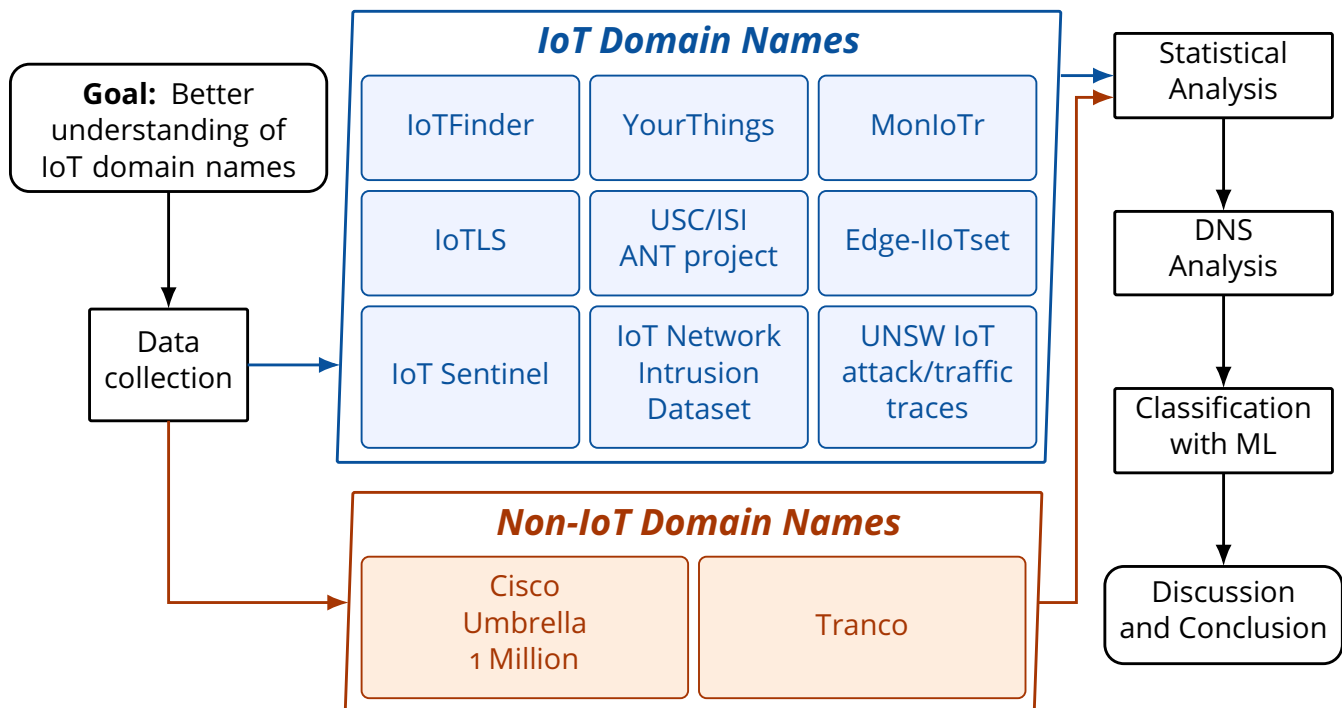 Goal: Better
understanding of
IoT domain names
Data
collection
IoT Domain Names
IoTFinder
YourThings
MonIoTr
IoTLS
USC/ISI
ANT project
Edge-IIoTset
IoT Sentinel
IoT Network
Intrusion
Dataset
UNSW IoT
attack/traffic
traces
Non-IoT Domain Names
Cisco
Umbrella
1 Million
Tranco
Statistical
Analysis
DNS
Analysis
Classification
with ML
Discussion
and Conclusion